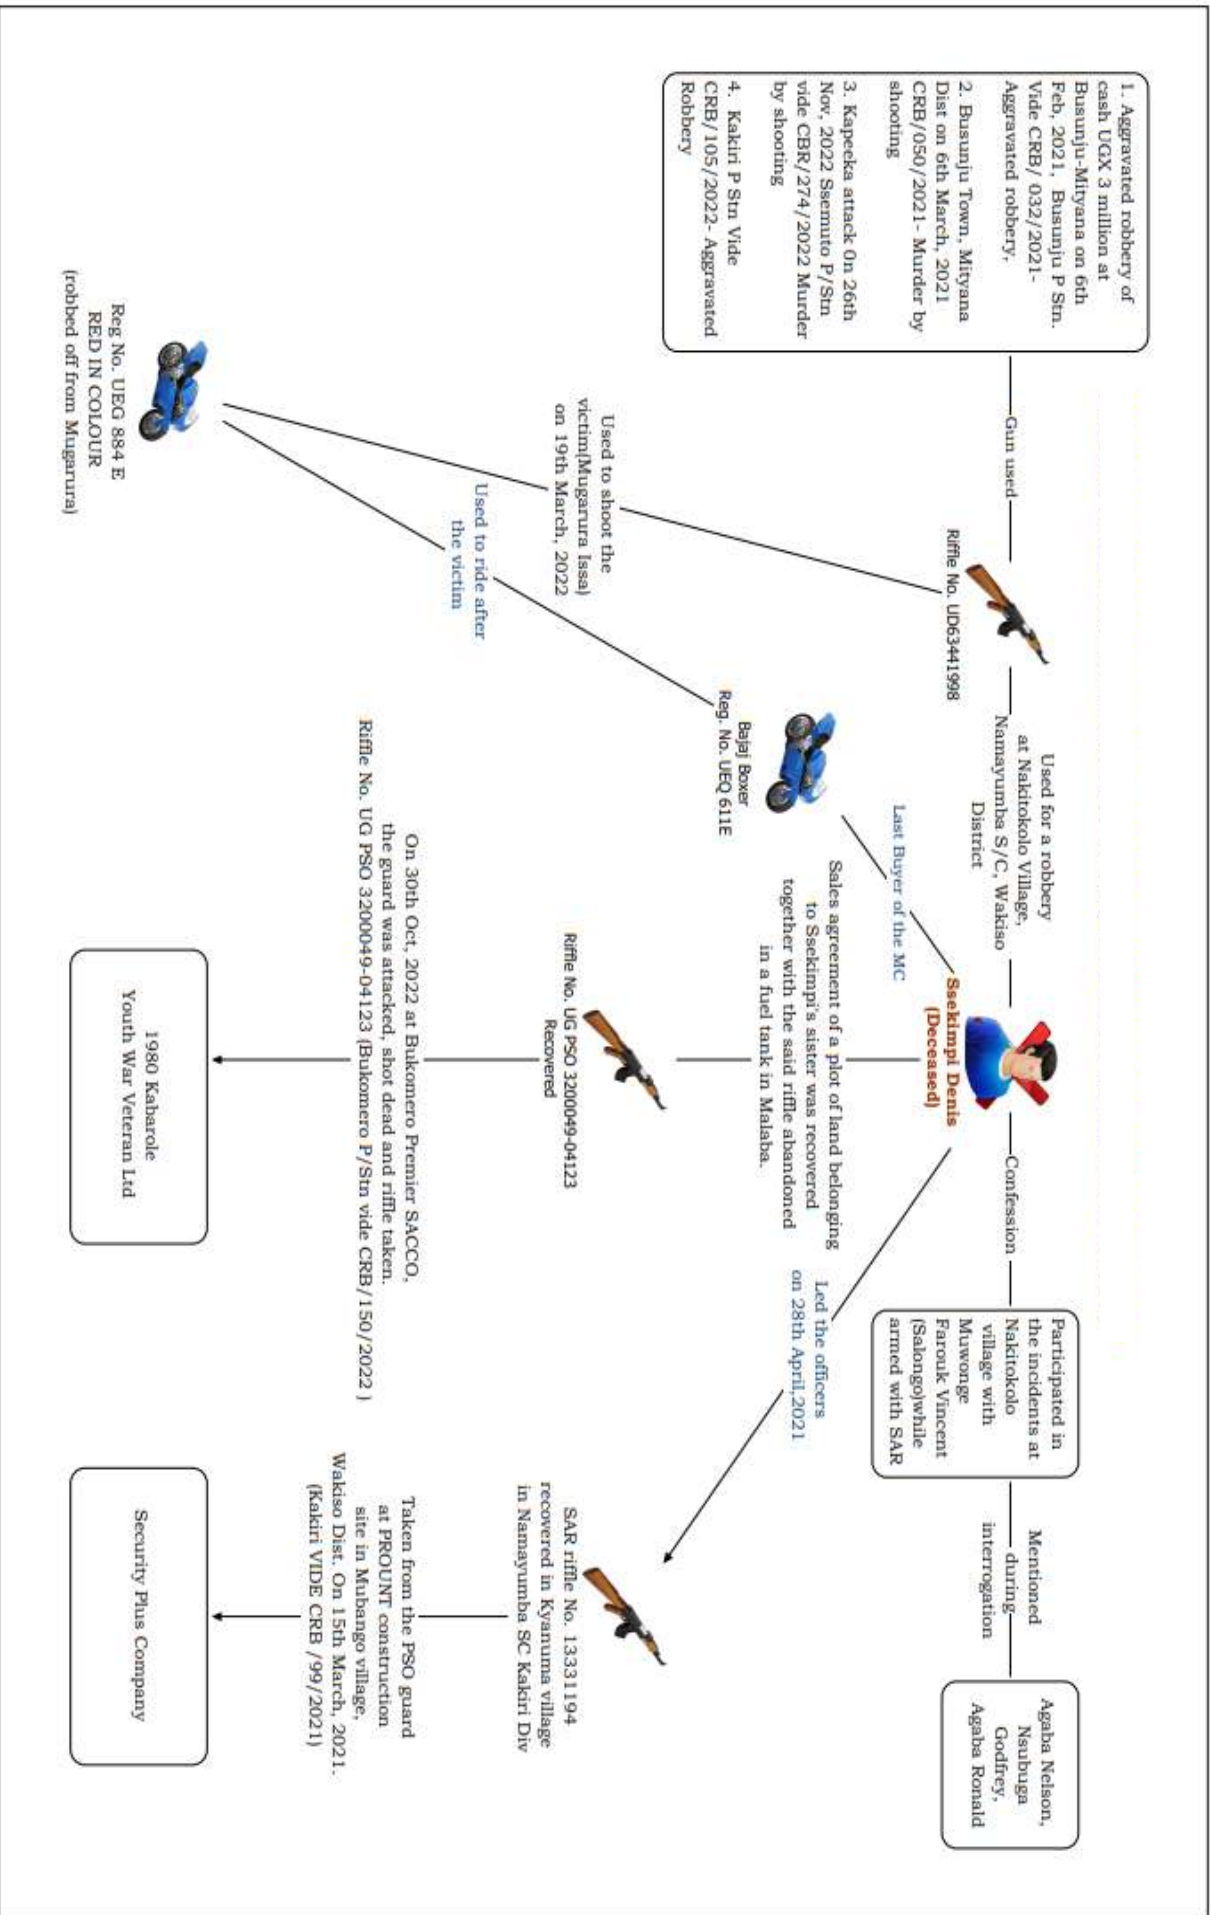 1. Aggravated robbery of
cash UGX 3 million at
Busunju-Mityana on 6th
Feb, 2021, Busunju P Stn.
Vide CRB/ 032/2021-
Aggravated robbery,
2. Busunju Town, Mityana
Dist on 6th March, 2021
CRB/050/2021- Murder by
shooting
3. Kapeeka attack 0n 26th
Nov, 2022 Ssemuto P/Stn
vide CBR/274/2022 Murder
by shooting
4. Kakiri P Stn Vide
CRB/105/2022- Aggravated
Robbery
Gun used
Riffle No. UD63441998
Used for a robbery
at Nakitokolo Village,
Namayumba S/C, Wakiso
District
Ssekimpi Denis
(Deceased)
Confession
Participated in
the incidents at
Nakitokolo
village with
Muwonge
Farouk Vincent
(Salongo)while
armed with SAR
Mentioned
during
interrogation
Agaba Nelson,
Nsubuga
Godfrey,
Agaba Ronald
Used to shoot the
victim(Mugarura Issa)
on 19th March, 2022
Used to ride after
the victim
Bajaj Boxer
Reg. No. UEQ 611E
Last Buyer of the MC
Sales agreement of a plot of land belonging
to Ssekimpi's sister was recovered
together with the said riffle abandoned
in a fuel tank in Malaba.
Led the officers
on 28th April,2021
Reg No. UEG 884 E
RED IN COLOUR
(robbed off from Mugarura)
Riffle No. UG PSO 3200049-04123
Recovered
On 30th Oct, 2022 at Bukomero Premier SACCO,
the guard was attacked, shot dead and riffle taken.
Riffle No. UG PSO 3200049-04123 (Bukomero P/Stn vide CRB/150/2022 )
1980 Kabarole
Youth War Veteran Ltd
SAR riffle No. 13331194
recovered in Kyanuma village
in Namayumba SC Kakiri Div
Taken from the PSO guard
at PROUNT construction
site in Mubango village,
Wakiso Dist. On 15th March, 2021.
(Kakiri VIDE CRB /99/2021)
Security Plus Company